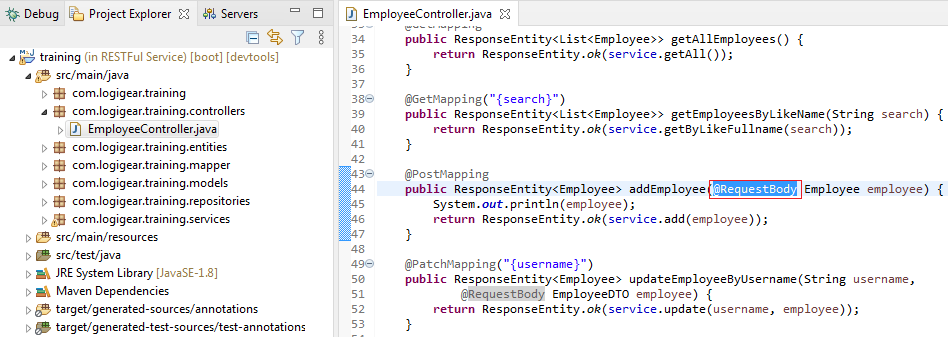 Debug Project Explorer Servers
training (in RESTFul Service) [boot] [devtools]
src/main/java
com.logigear.training
com.logigear.training.controllers
EmployeeController.java
com.logigear.training.entities
com.logigear.training.mapper
com.logigear.training.models
com.logigear.training.repositories
com.logigear.training.services
src/main/resources
src/test/java
JRE System Library [JavaSE-1.8]
Maven Dependencies
target/generated-sources/annotations
target/generated-test-sources/test-annotations
EmployeeController.java
33 @GetMapping
34 public ResponseEntity<List<Employee>> getAllEmployees() {
35 return ResponseEntity.ok(service.getAll());
36 }
37
38 @GetMapping("{search}")
39 public ResponseEntity<List<Employee>> getEmployeesByLikeName(String search) {
40 return ResponseEntity.ok(service.getByLikeFullname(search));
41 }
42
43 @PostMapping
44 public ResponseEntity<Employee> addEmployee(@RequestBody Employee employee) {
45 System.out.println(employee);
46 return ResponseEntity.ok(service.add(employee));
47 }
48
49 @PatchMapping("{username}")
50 public ResponseEntity<Employee> updateEmployeeByUsername(String username,
51 @RequestBody EmployeeDTO employee) {
52 return ResponseEntity.ok(service.update(username, employee));
53 }
54